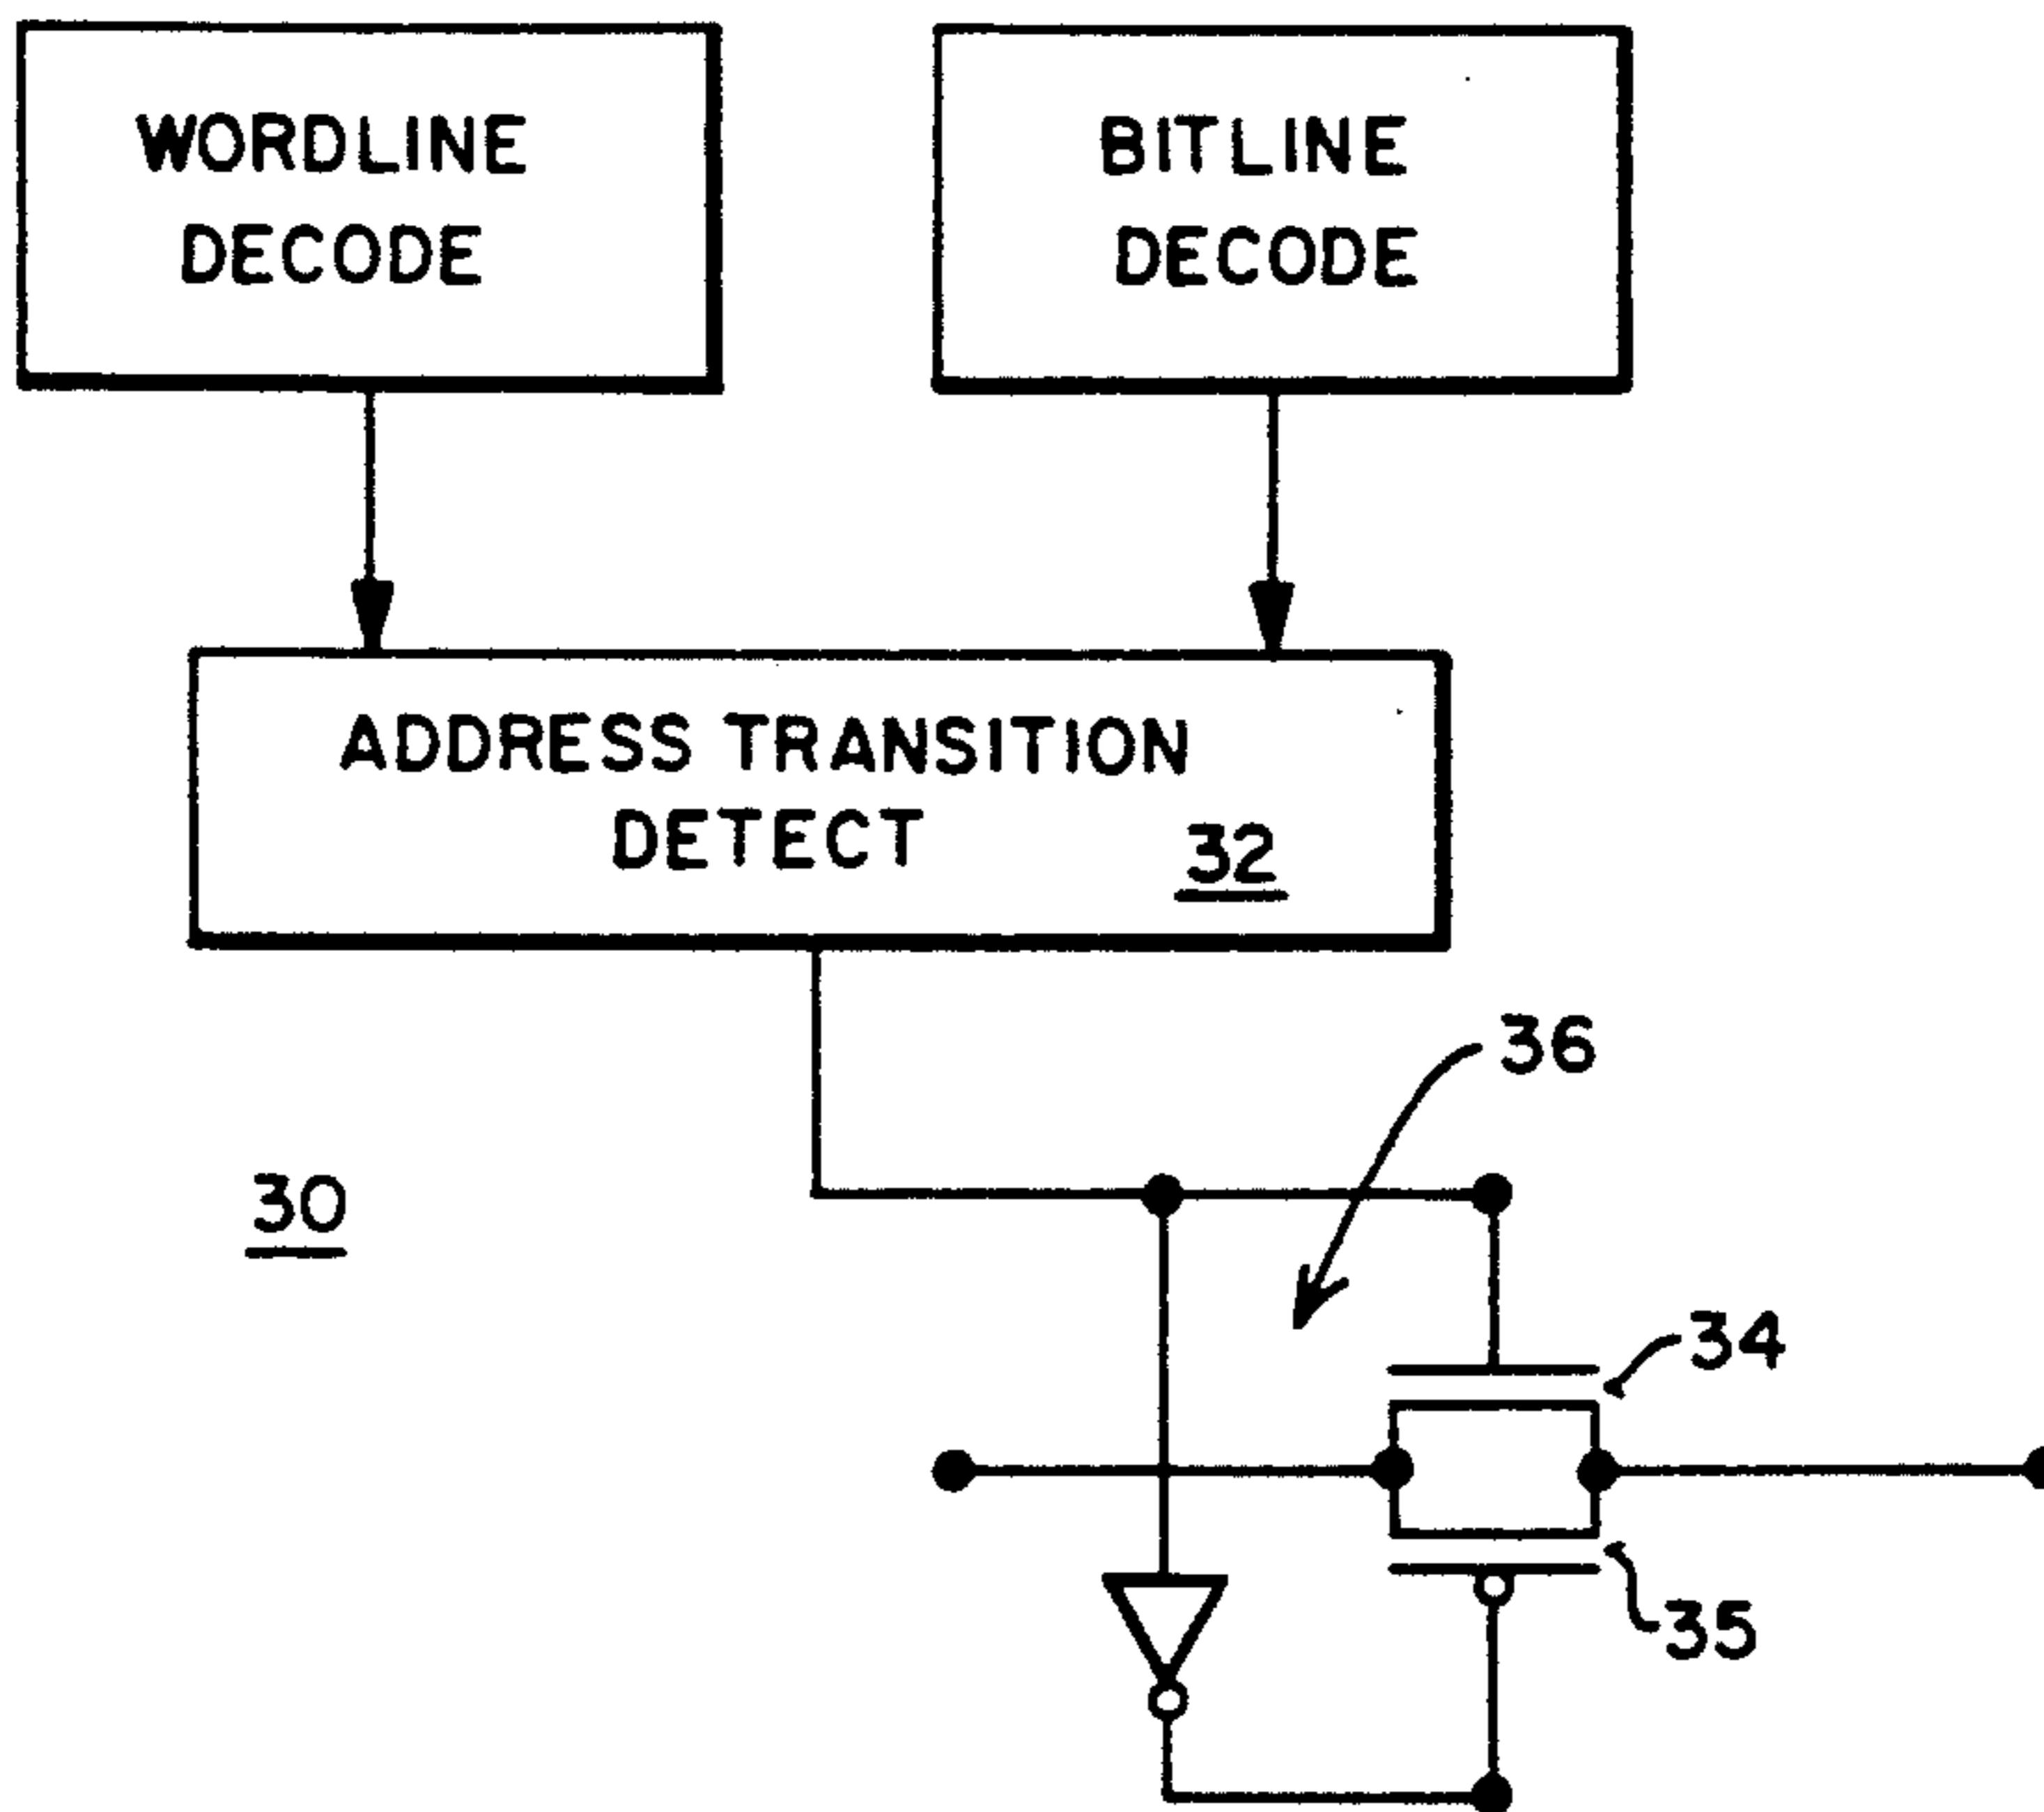 WORDLINE
DECODE
BITLINE
DECODE
ADDRESS TRANSITION
DETECT
32
36
30
34
35